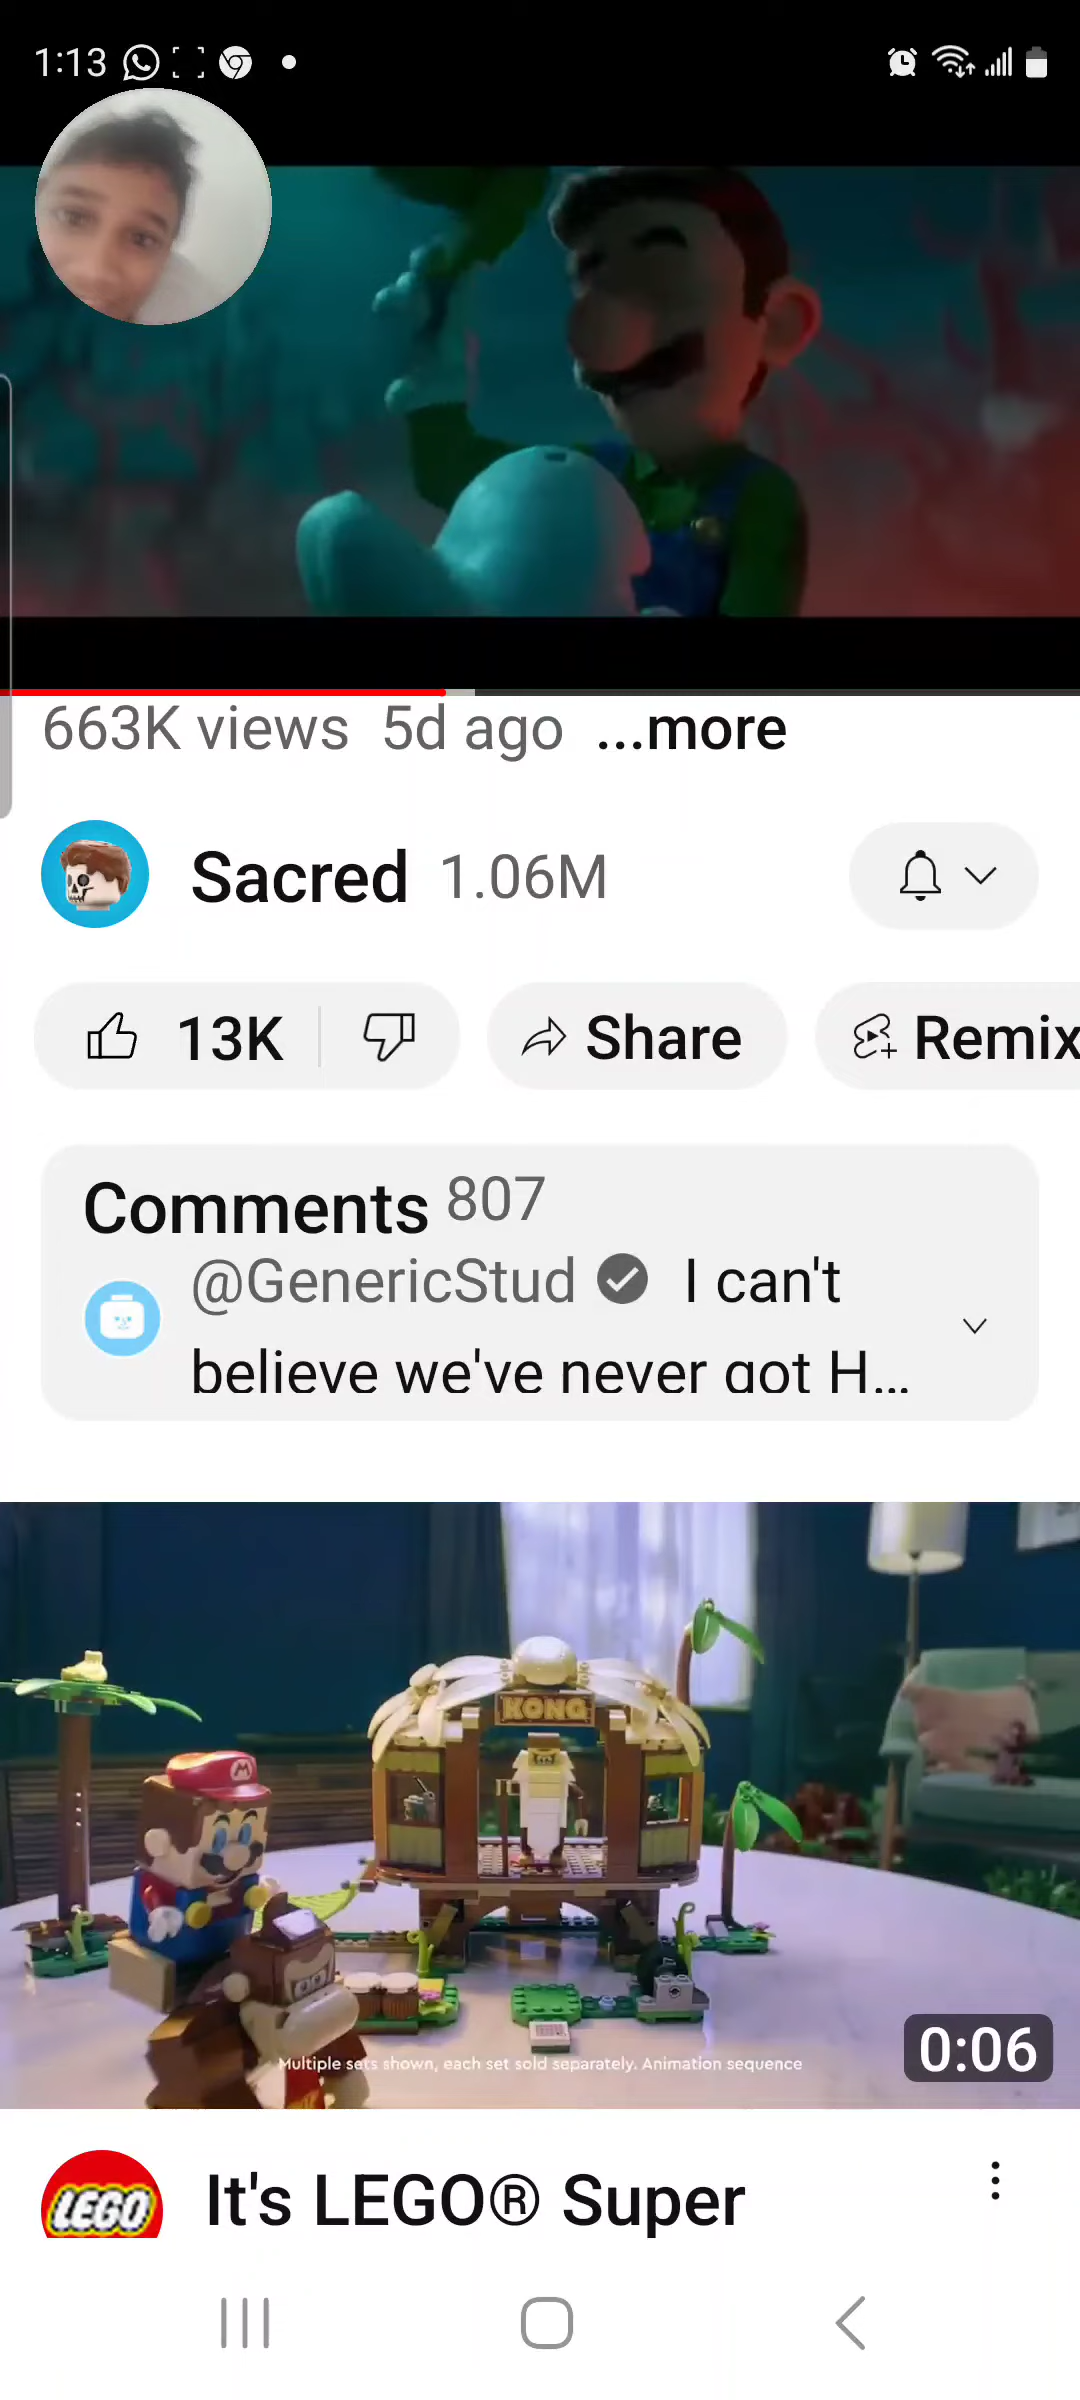 1:13
663K views 5d ago ...more
Sacred 1.06M
13K Share Remix
Comments 807
@GenericStud I can't
believe we've never got H...
KONG
M
Multiple sets shown, each set sold separately. Animation sequence
0:06
LEGO It's LEGO® Super